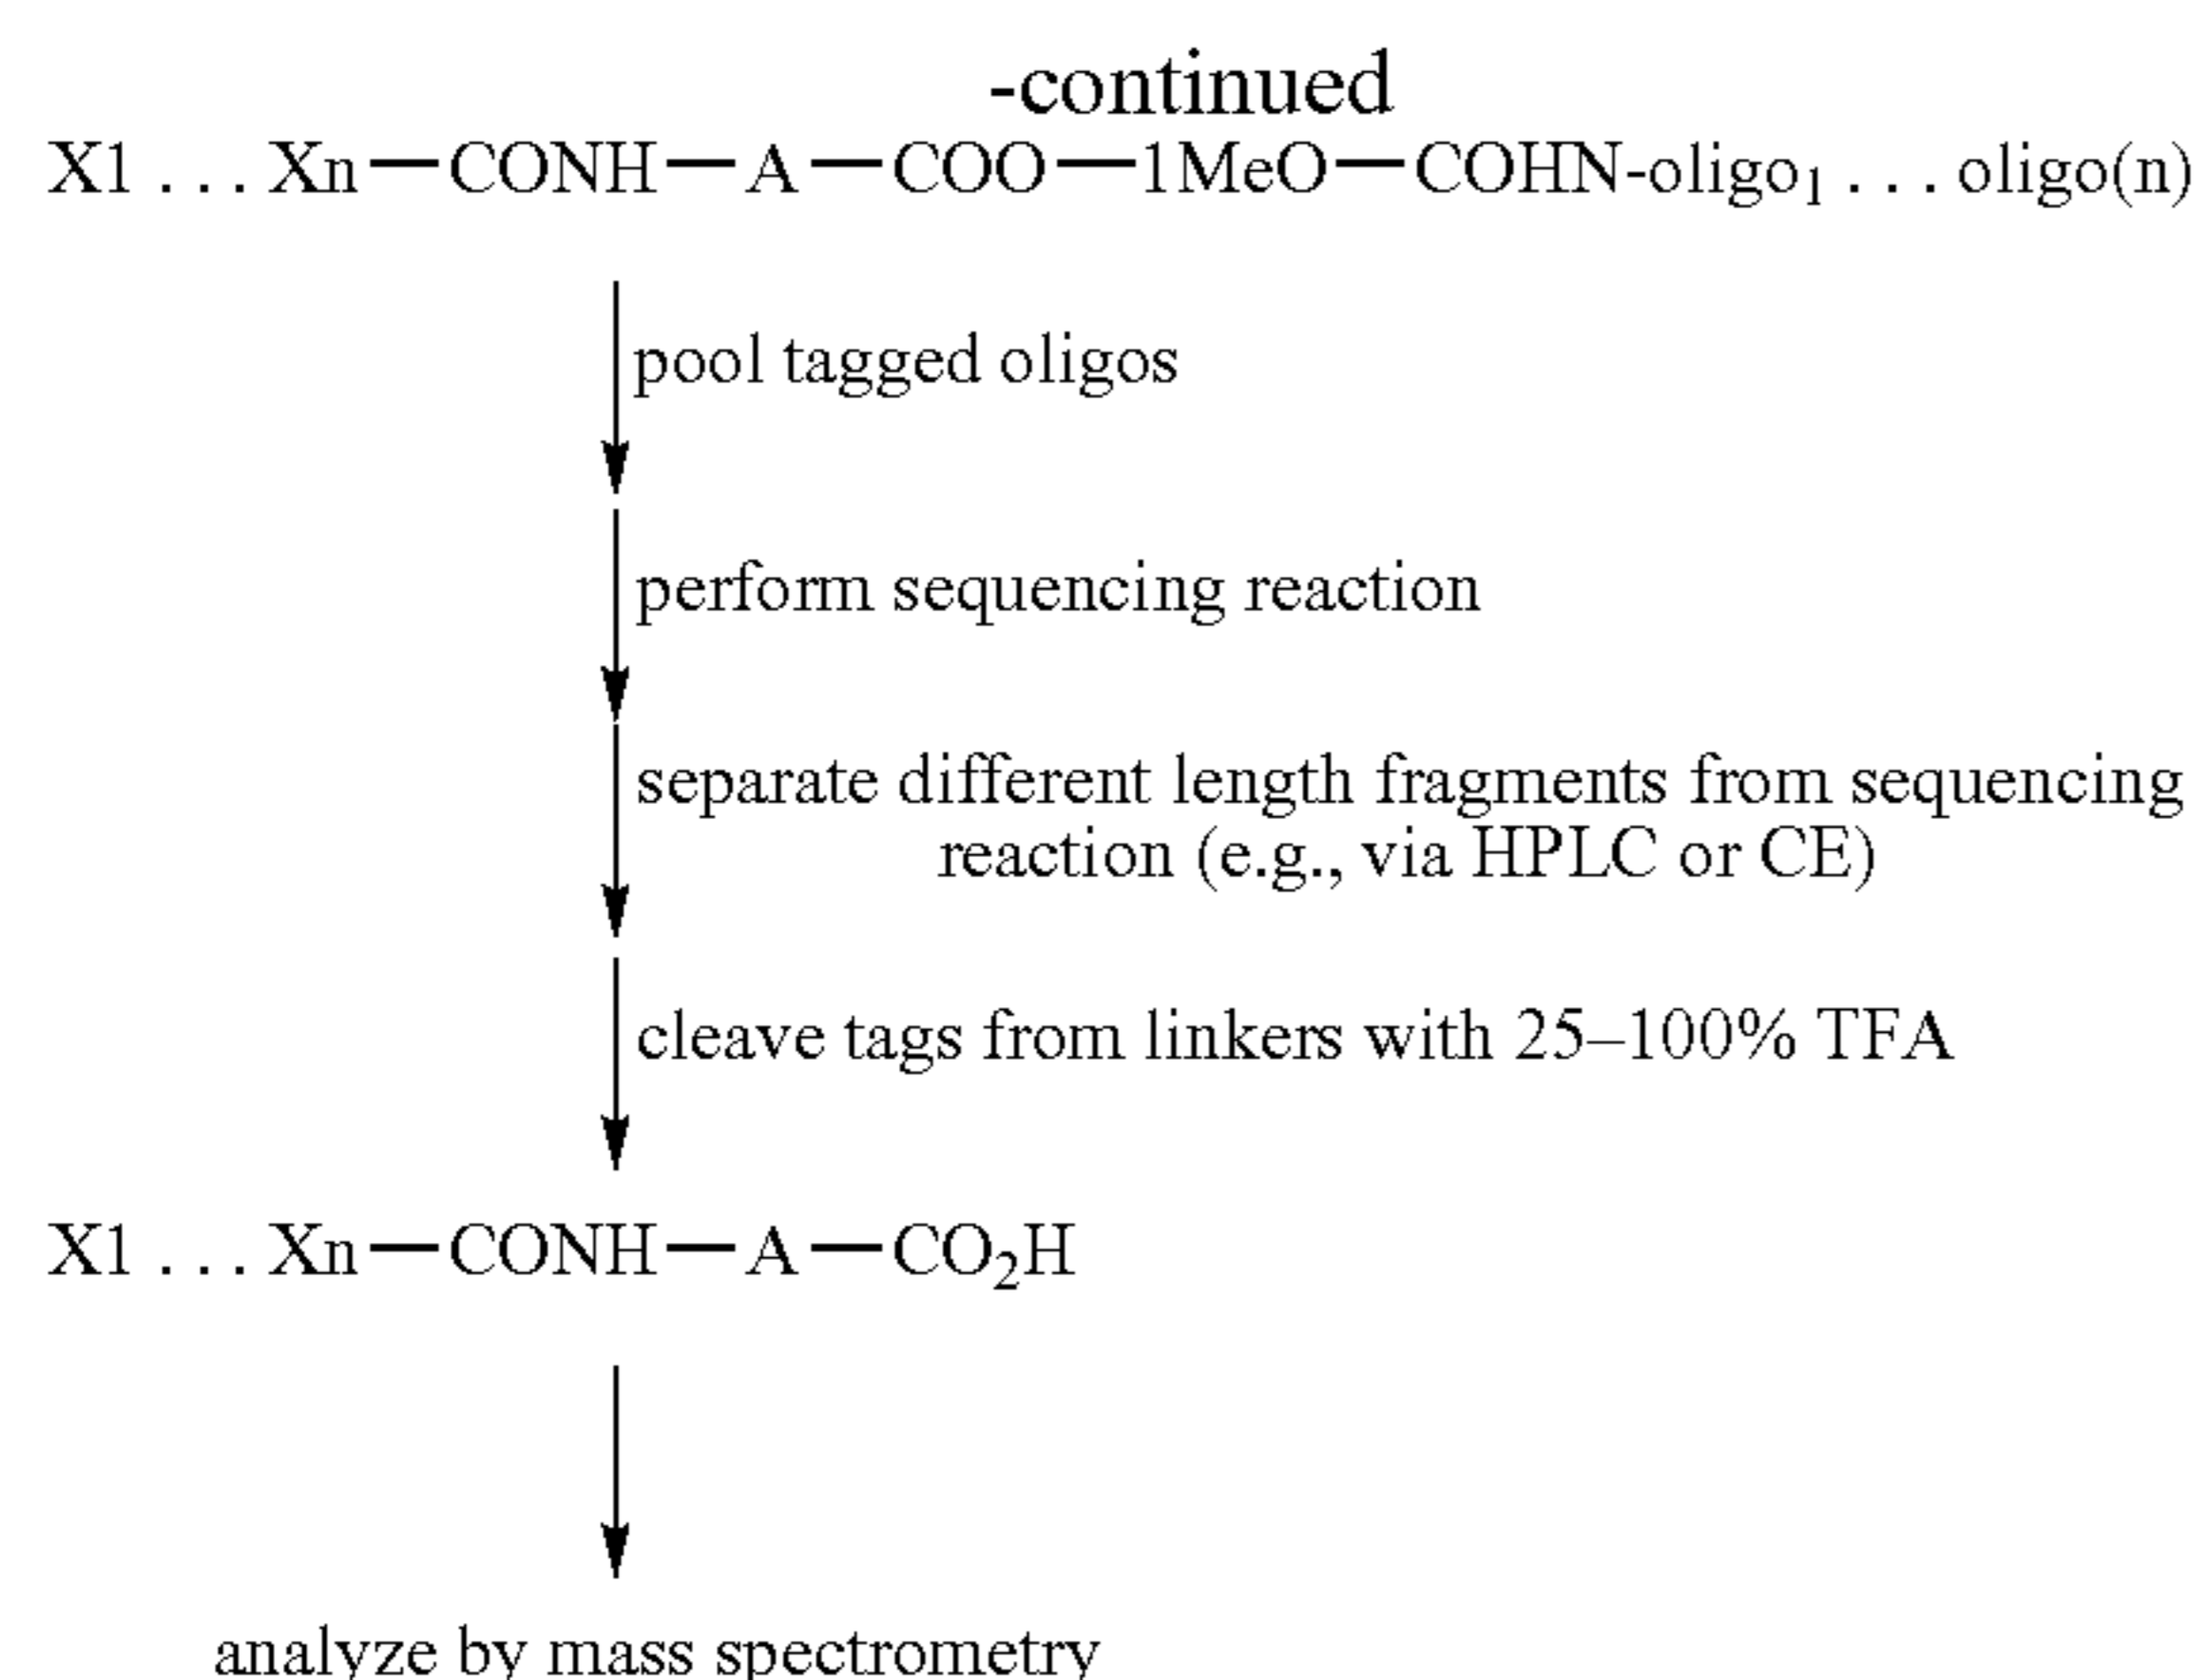 -continued
X1 . . . Xn—CONH—A—COO—1MeO—COHN-oligo₁ . . . oligo(n)
pool tagged oligos
perform sequencing reaction
separate different length fragments from sequencing
reaction (e.g., via HPLC or CE)
cleave tags from linkers with 25–100% TFA
X1 . . . Xn—CONH—A—CO₂H
analyze by mass spectrometry